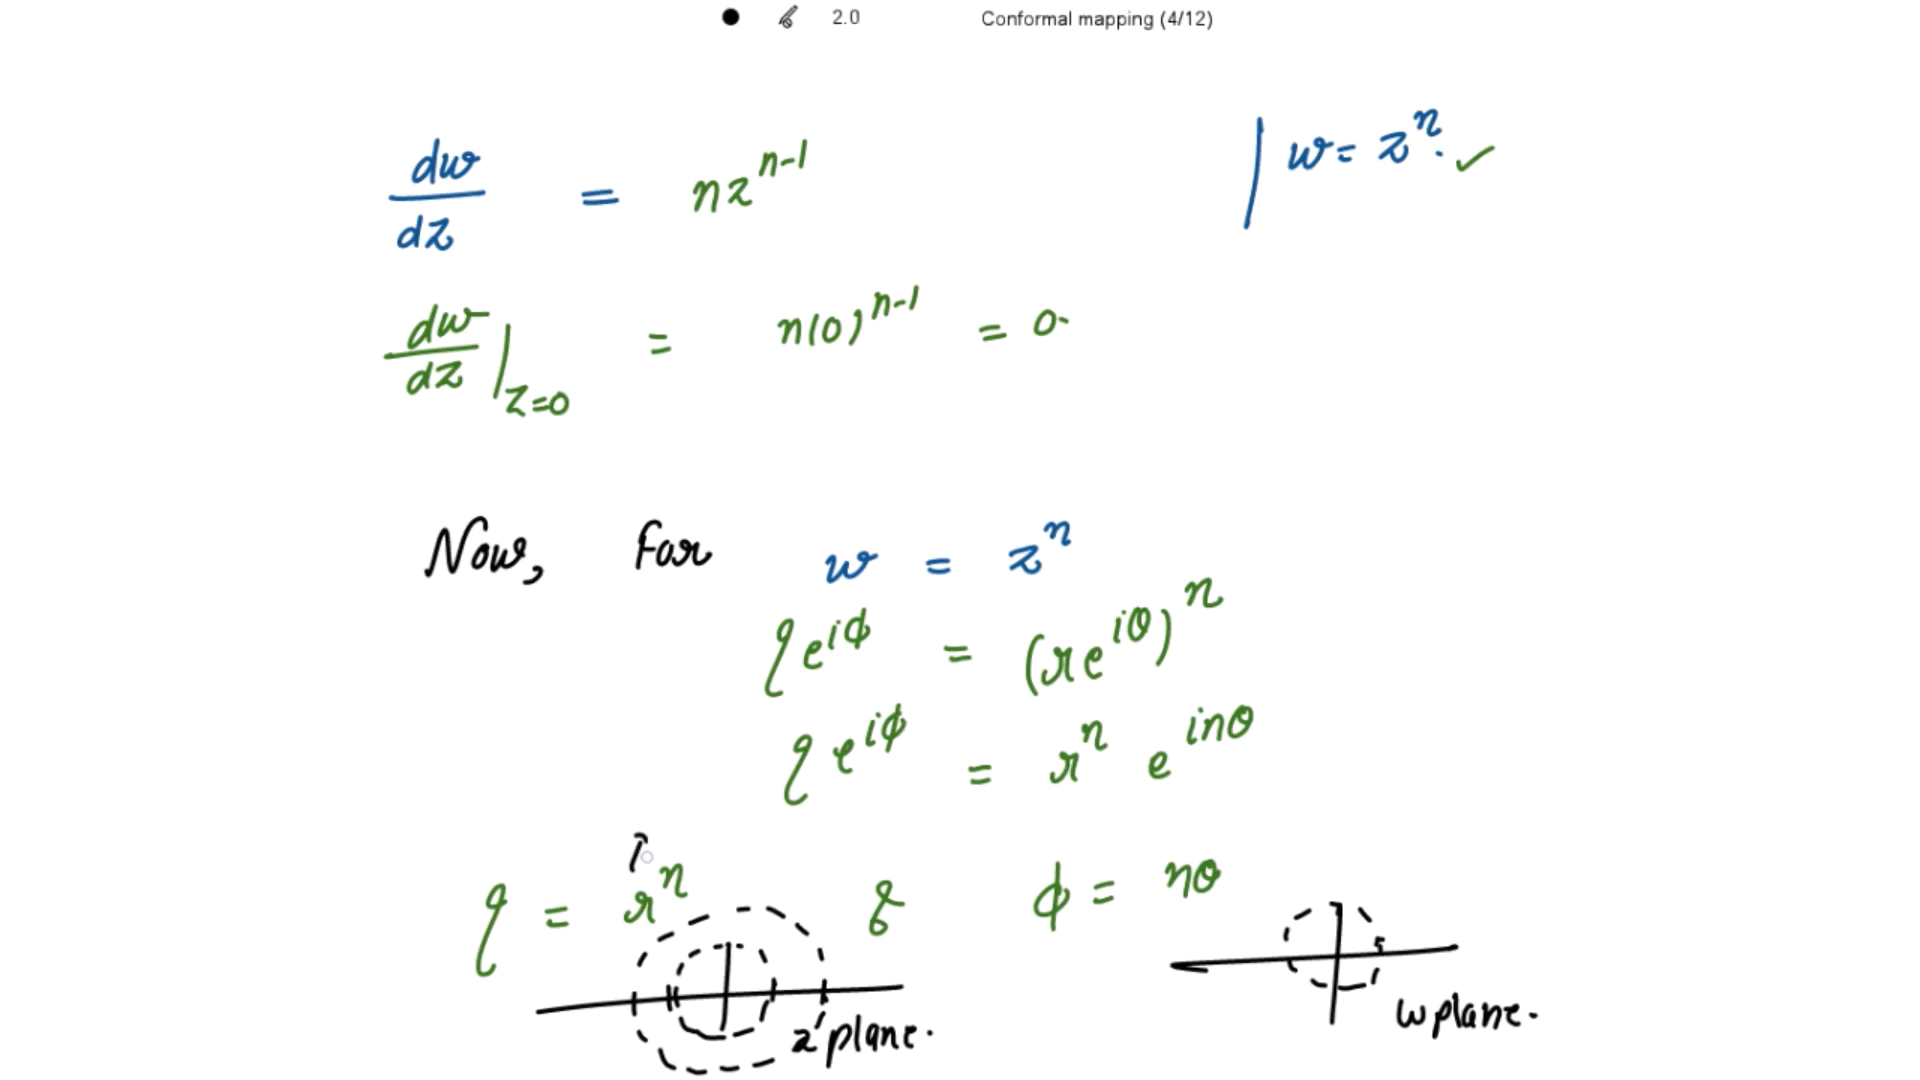 2.0 Conformal mapping (4/12)
dw/dz = nz^{n-1} | w = z^n. ✓
dw/dz |_{z=0} = n(0)^{n-1} = 0.
Now, For w = z^n
ρe^{iφ} = (re^{iθ})^n
ρe^{iφ} = r^n e^{inθ}
ρ = r^n & φ = nθ
z plane. w plane.